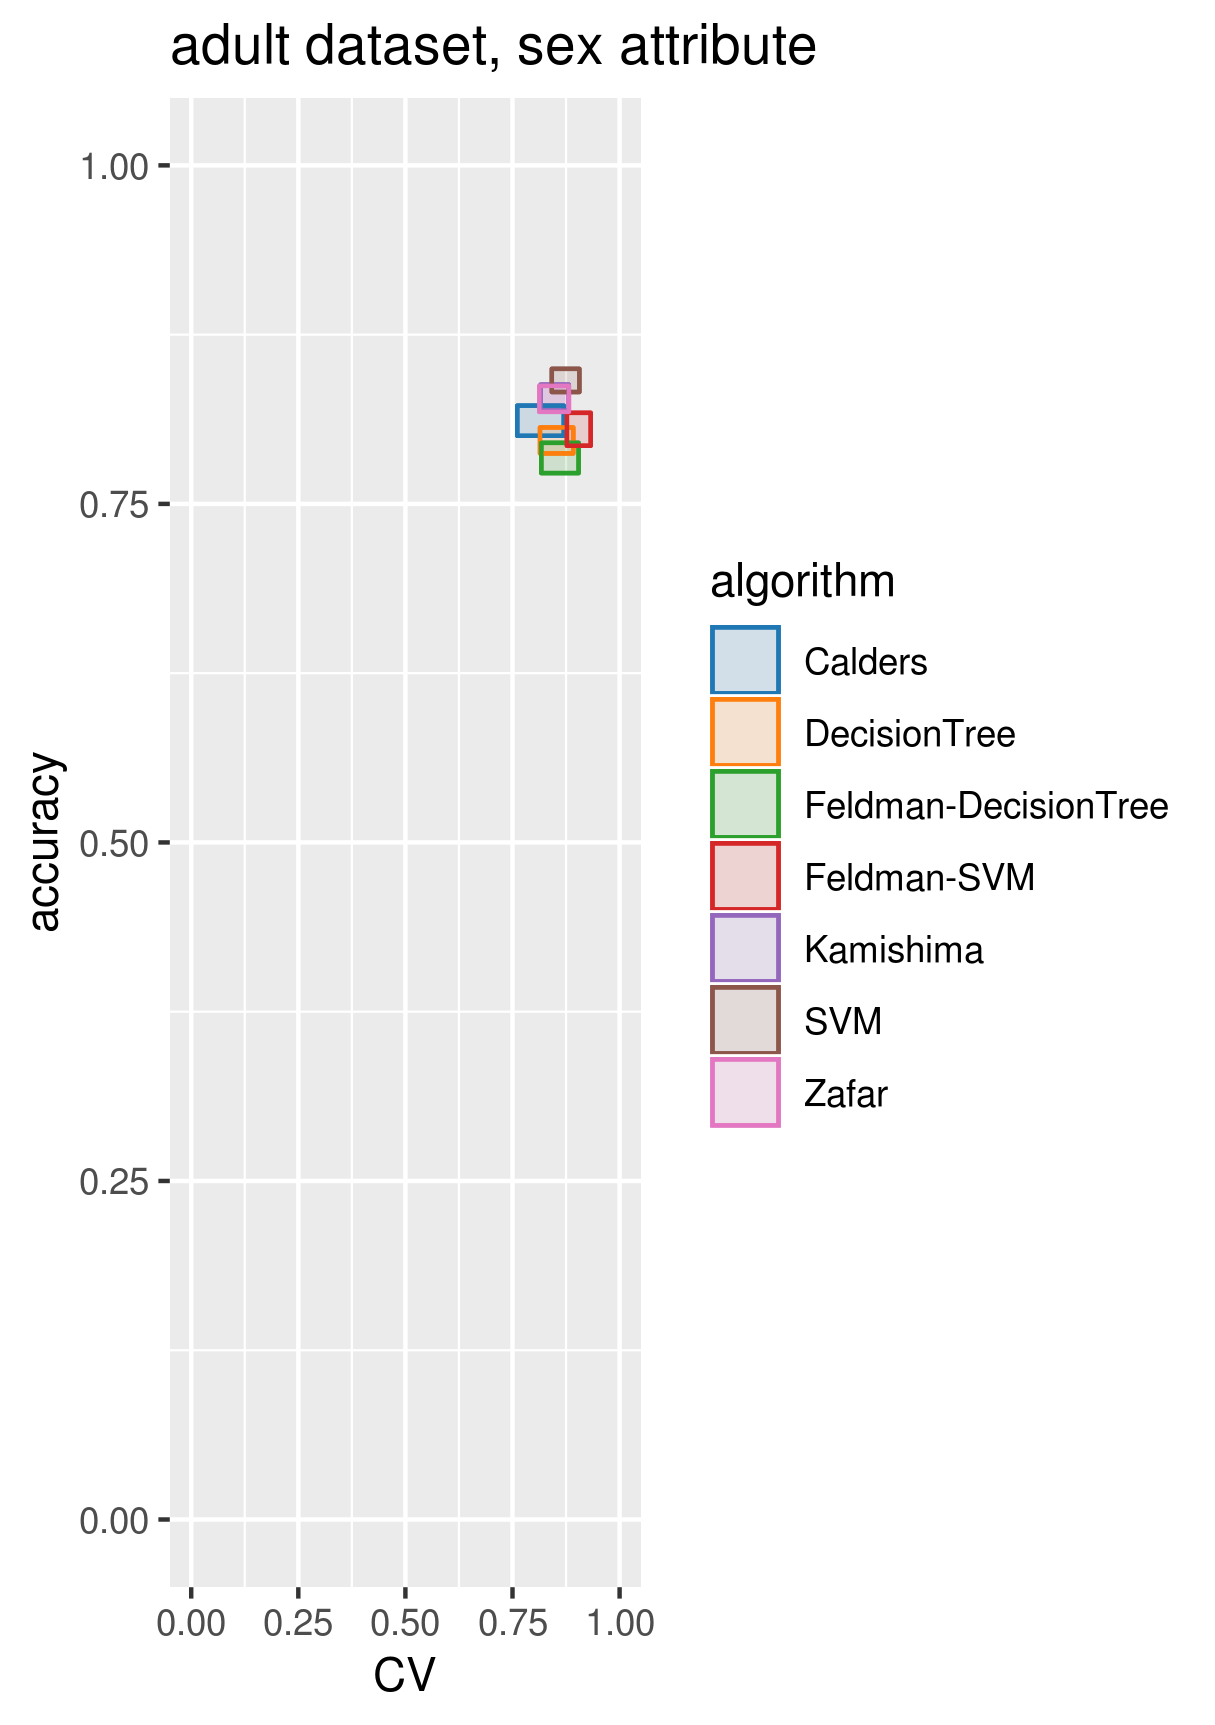 adult dataset, sex attribute
1.00
0.75
0.50
0.25
0.00
accuracy
0.00 0.25 0.50 0.75 1.00
CV
algorithm
Calders
DecisionTree
Feldman-DecisionTree
Feldman-SVM
Kamishima
SVM
Zafar